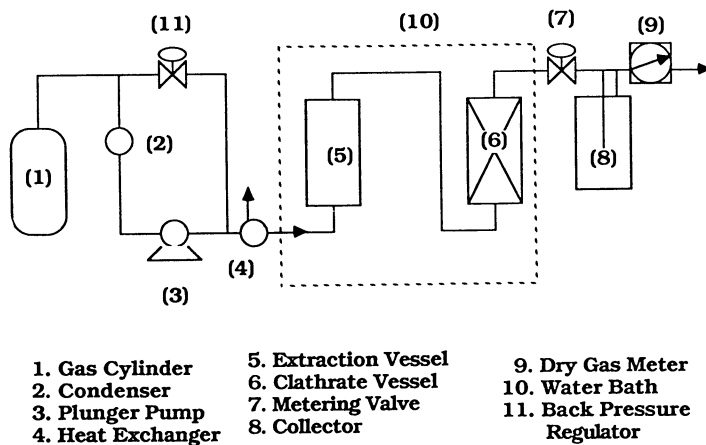 (11)
(10)
(7)
(9)
(1)
(2)
(5)
(6)
(8)
(3)
(4)
1. Gas Cylinder
2. Condenser
3. Plunger Pump
4. Heat Exchanger
5. Extraction Vessel
6. Clathrate Vessel
7. Metering Valve
8. Collector
9. Dry Gas Meter
10. Water Bath
11. Back Pressure
Regulator